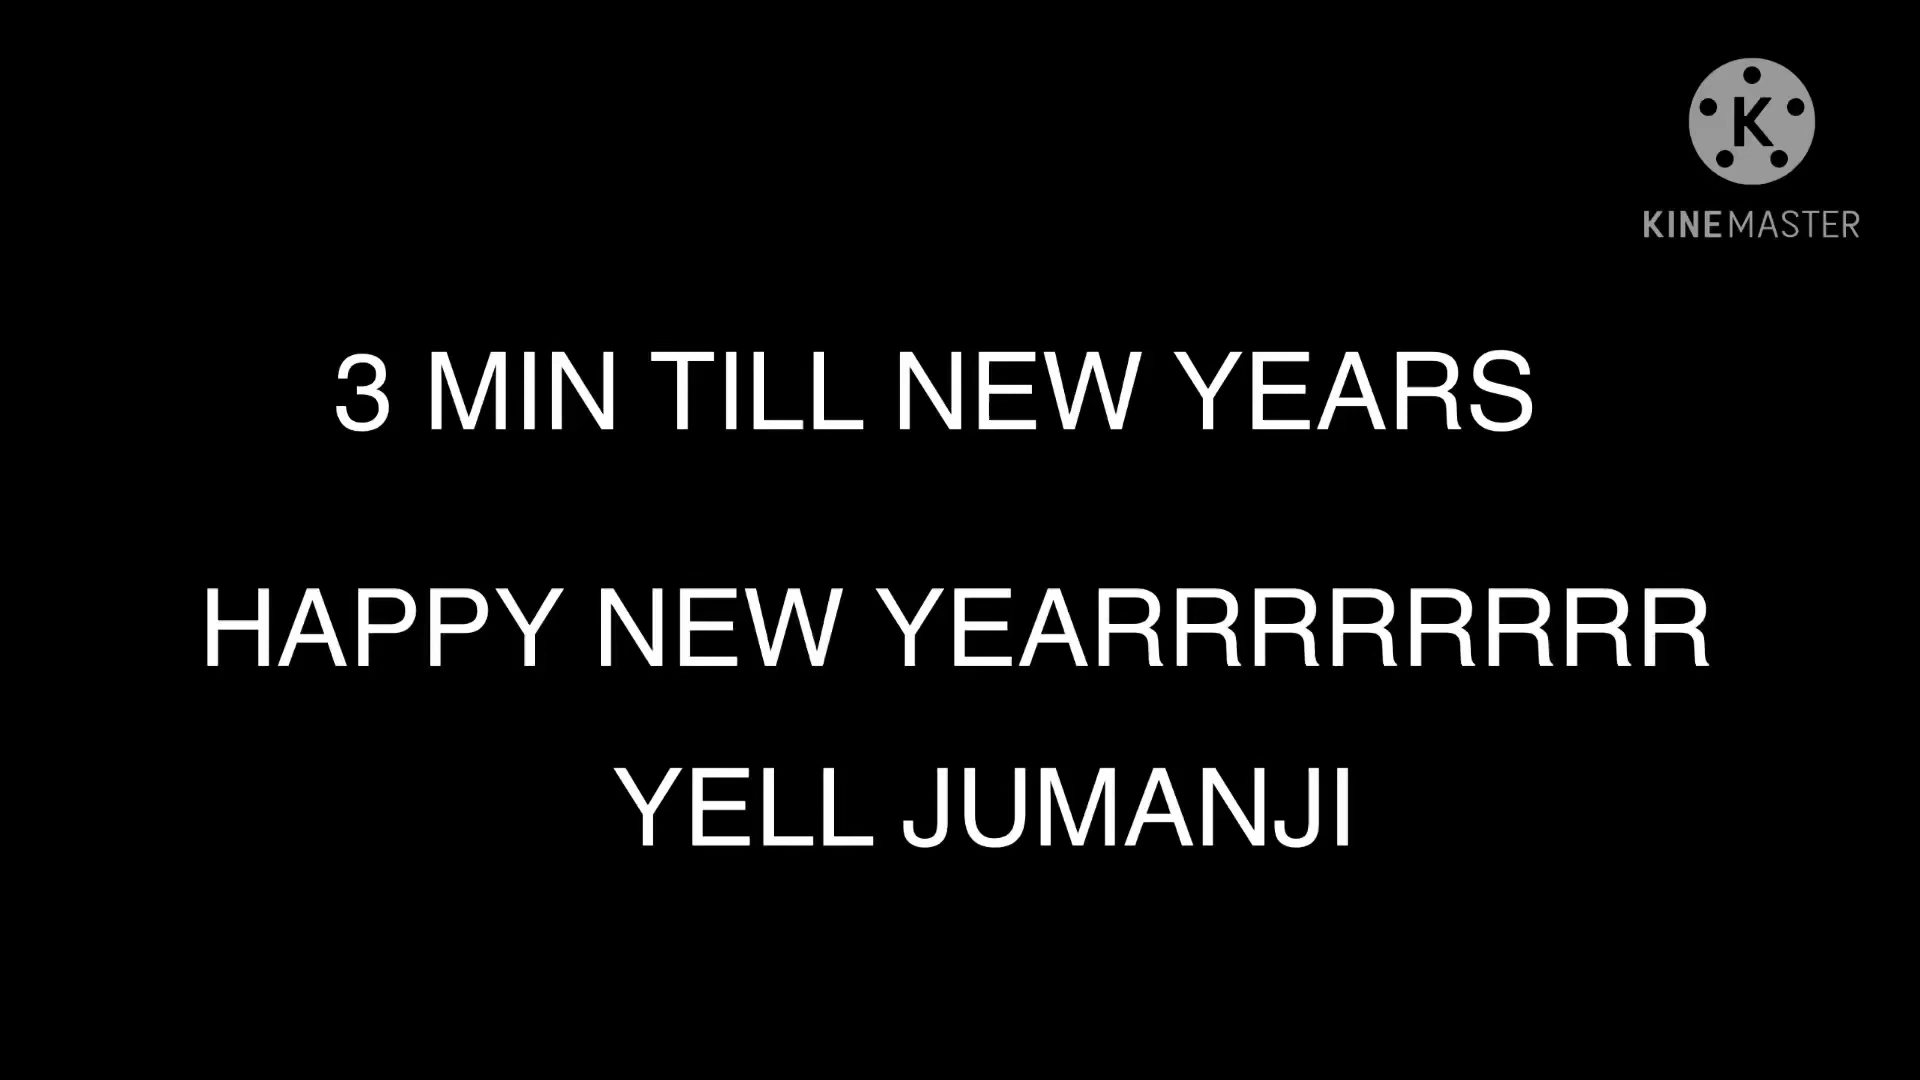 K
KINEMASTER
3 MIN TILL NEW YEARS
HAPPY NEW YEARRRRRRRR
YELL JUMANJI